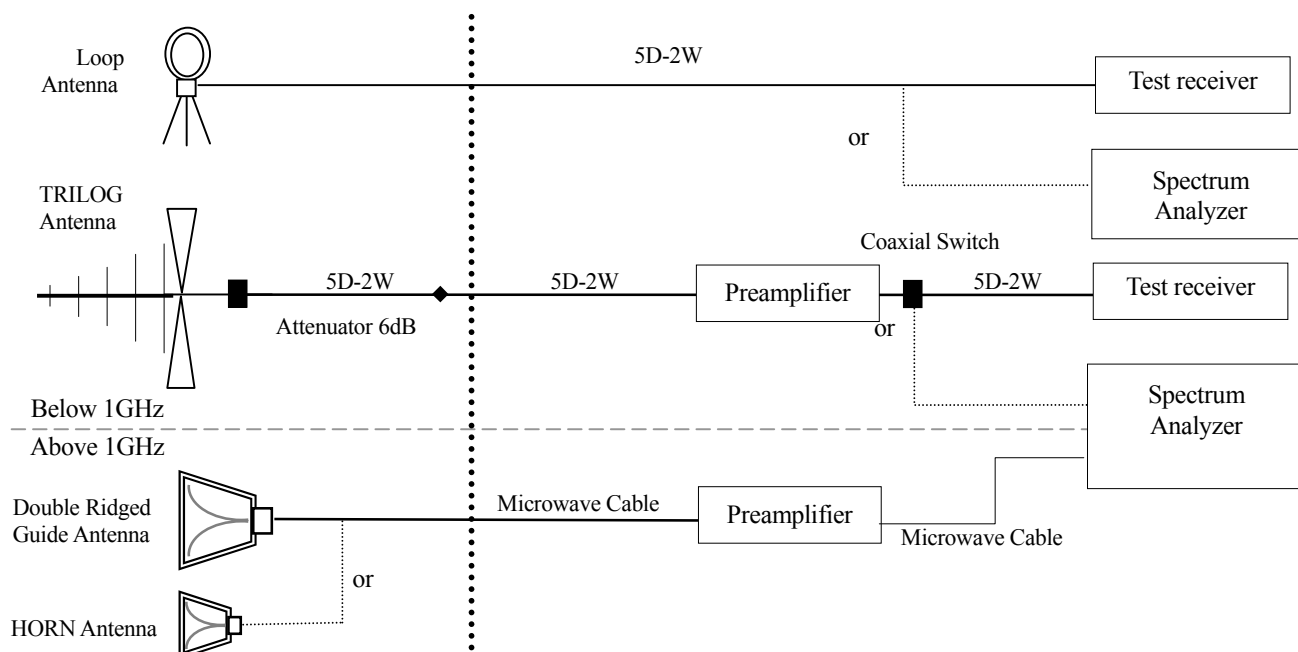 Loop
Antenna
5D-2W
Test receiver
or
Spectrum
Analyzer
TRILOG
Antenna
Coaxial Switch
5D-2W
5D-2W
Preamplifier
5D-2W
Test receiver
Attenuator 6dB
or
Below 1GHz
Spectrum
Analyzer
Above 1GHz
Double Ridged
Guide Antenna
Microwave Cable
Preamplifier
Microwave Cable
or
HORN Antenna